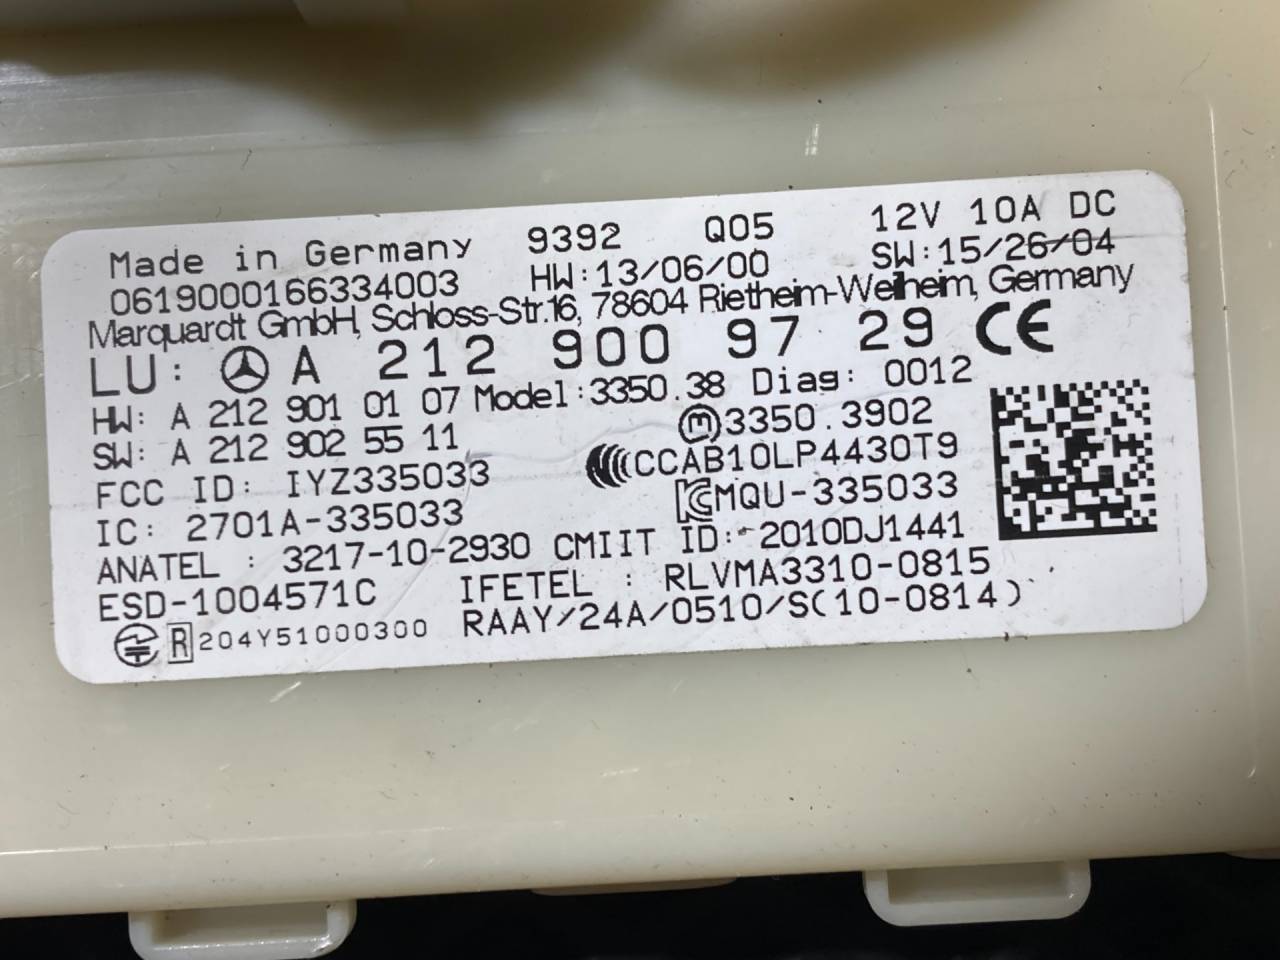 Made in Germany 9392 Q05 12V 10A DC
0619000166334003 HW:13/06/00 SW:15/26/04
Marquardt GmbH, Schloss-Str.16, 78604 Rietheim-Weilheim, Germany
LU: A 212 900 97 29 CE
HW: A 212 901 01 07 Model:3350.38 Diag: 0012
SW: A 212 902 55 11 m 3350.3902
FCC ID: IYZ335033 CCAB10LP4430T9
IC: 2701A-335033 KC MQU-335033
ANATEL : 3217-10-2930 CMIIT ID: 2010DJ1441
ESD-1004571C IFETEL : RLVMA3310-0815
R 204Y51000300 RAAY/24A/0510/S(10-0814)